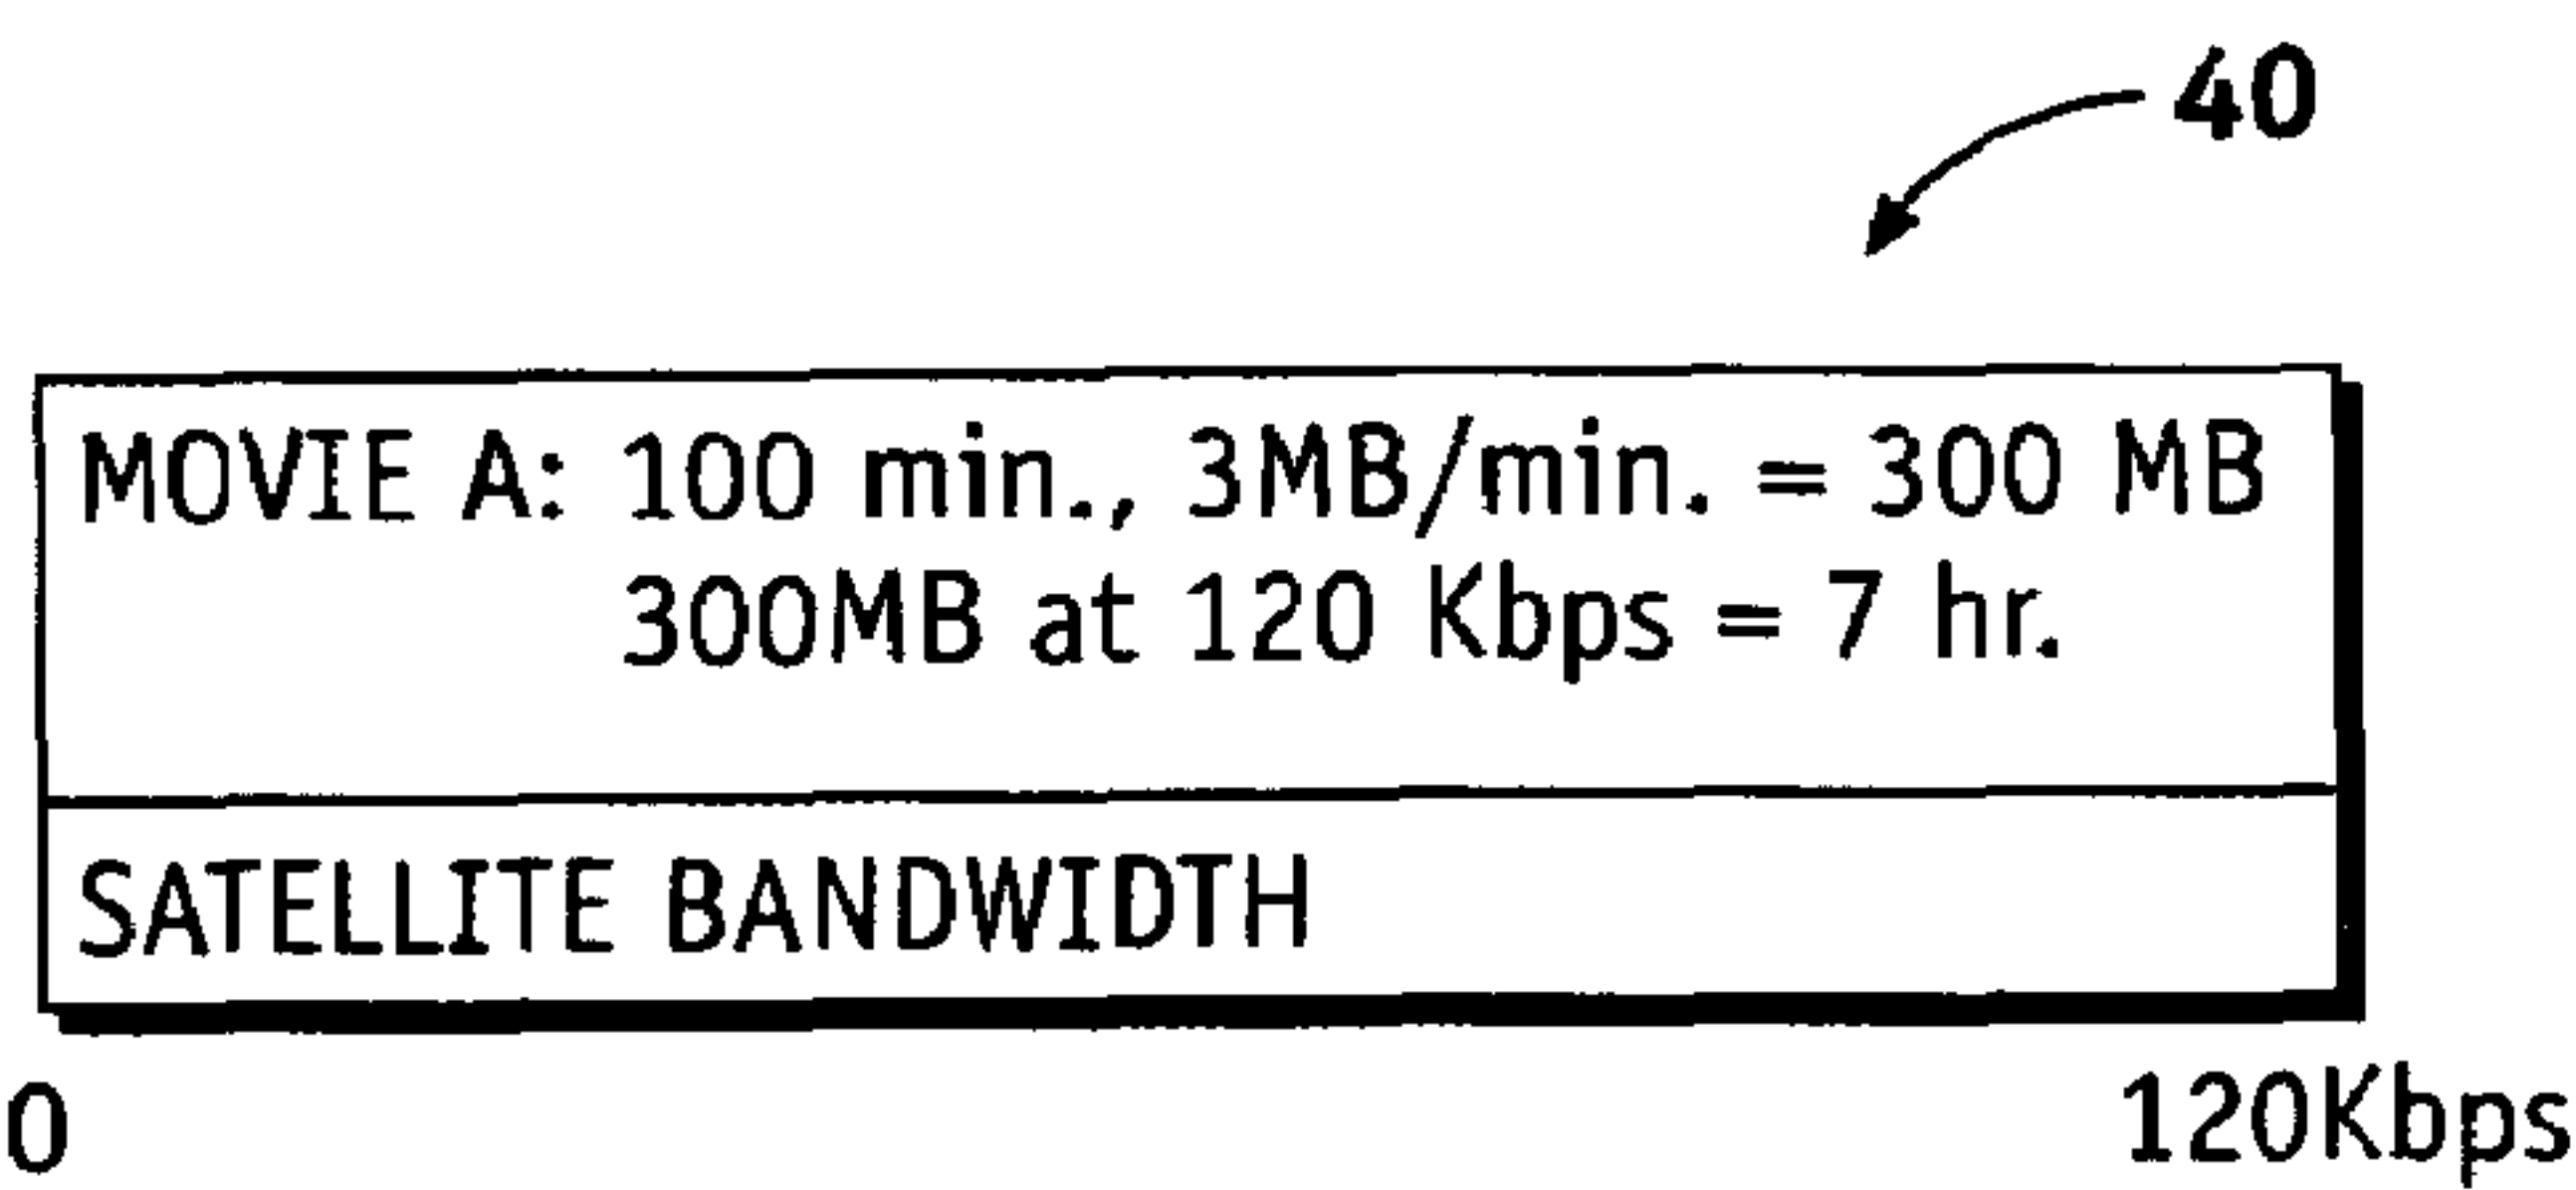 40
MOVIE A: 100 min., 3MB/min. = 300 MB
300MB at 120 Kbps = 7 hr.
SATELLITE BANDWIDTH
0 120Kbps